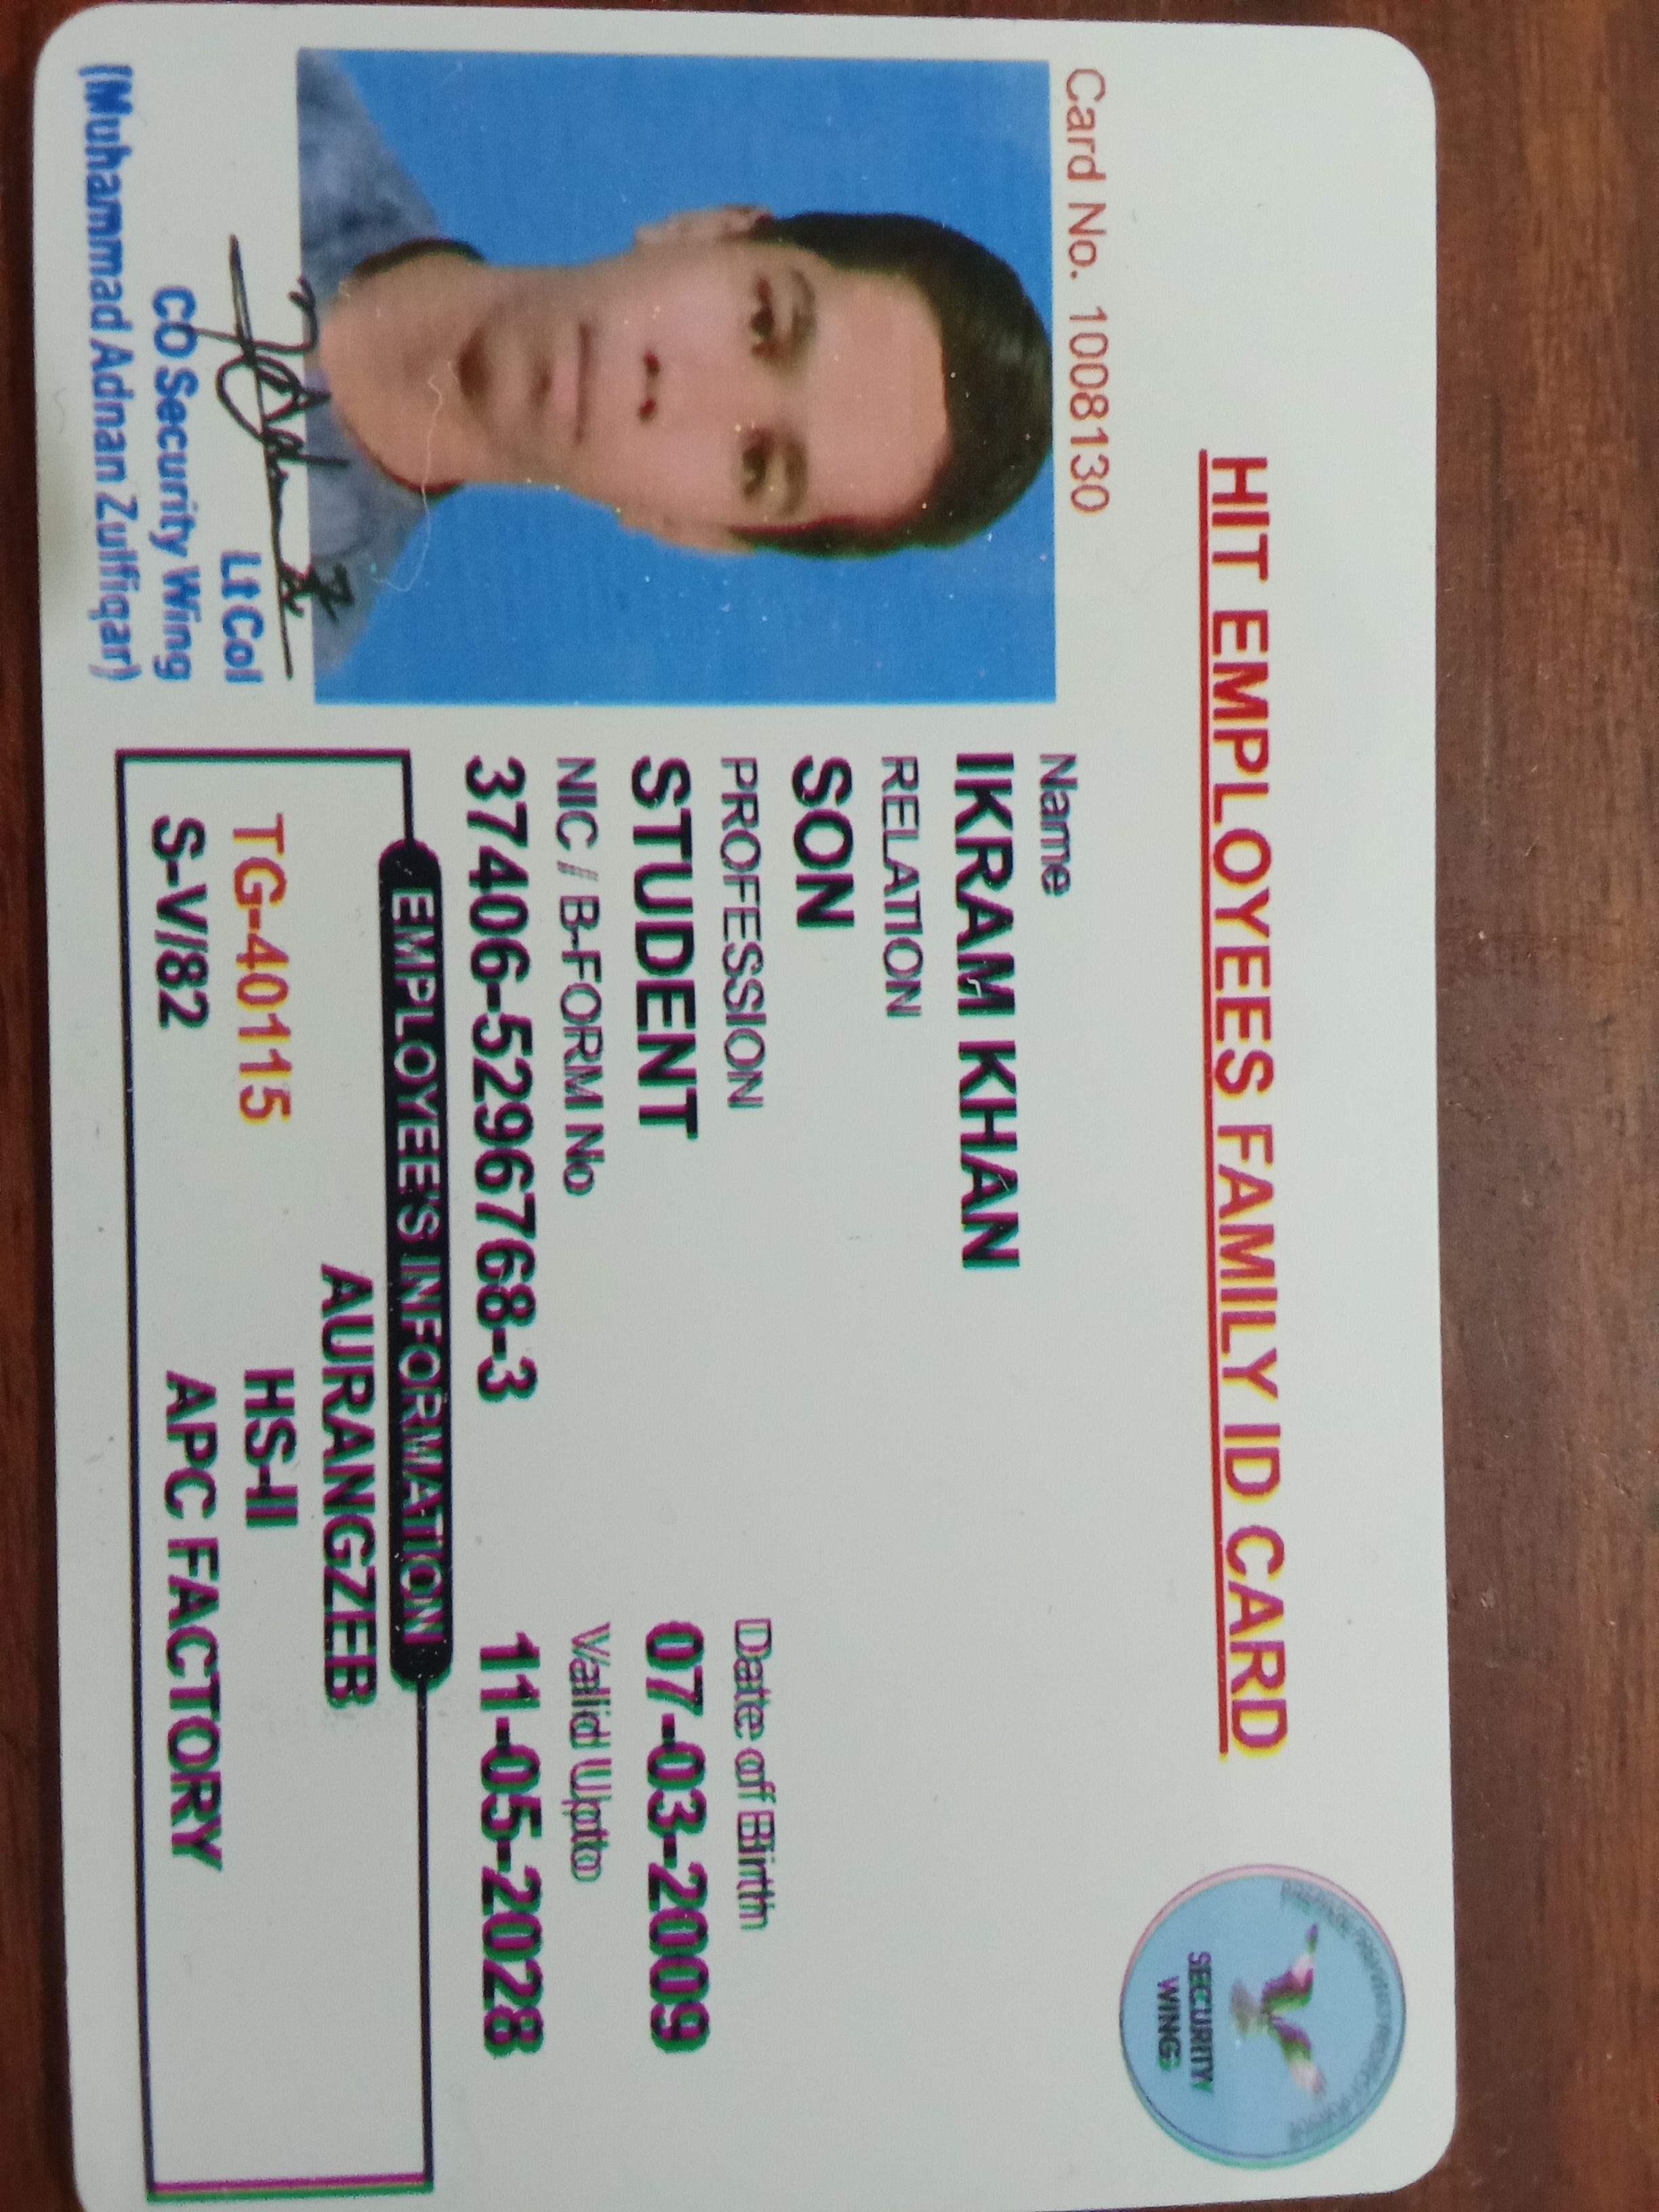 HIT EMPLOYEES FAMILY ID CARD
SECURITY
WING
Card No. 1008130
Name
IKRAM KHAN
RELATION
SON
PROFESSION
STUDENT
Date of Birth
07-03-2009
NIC / B-FORM No
37406-5296768-3
Valid Upto
11-05-2028
EMPLOYEE'S INFORMATION
AURANGZEB
TG-40115 HS-II
S-V/82 APC FACTORY
Lt Col
CO Security Wing
(Muhammad Adnan Zulfiqar)